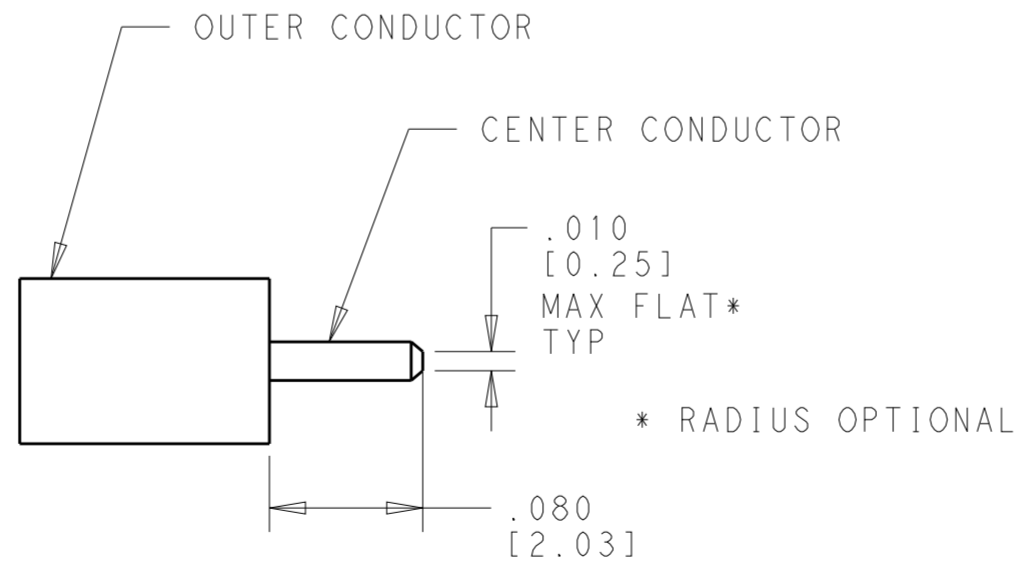 OUTER CONDUCTOR
CENTER CONDUCTOR
.010
[0.25]
MAX FLAT*
TYP
* RADIUS OPTIONAL
.080
[2.03]